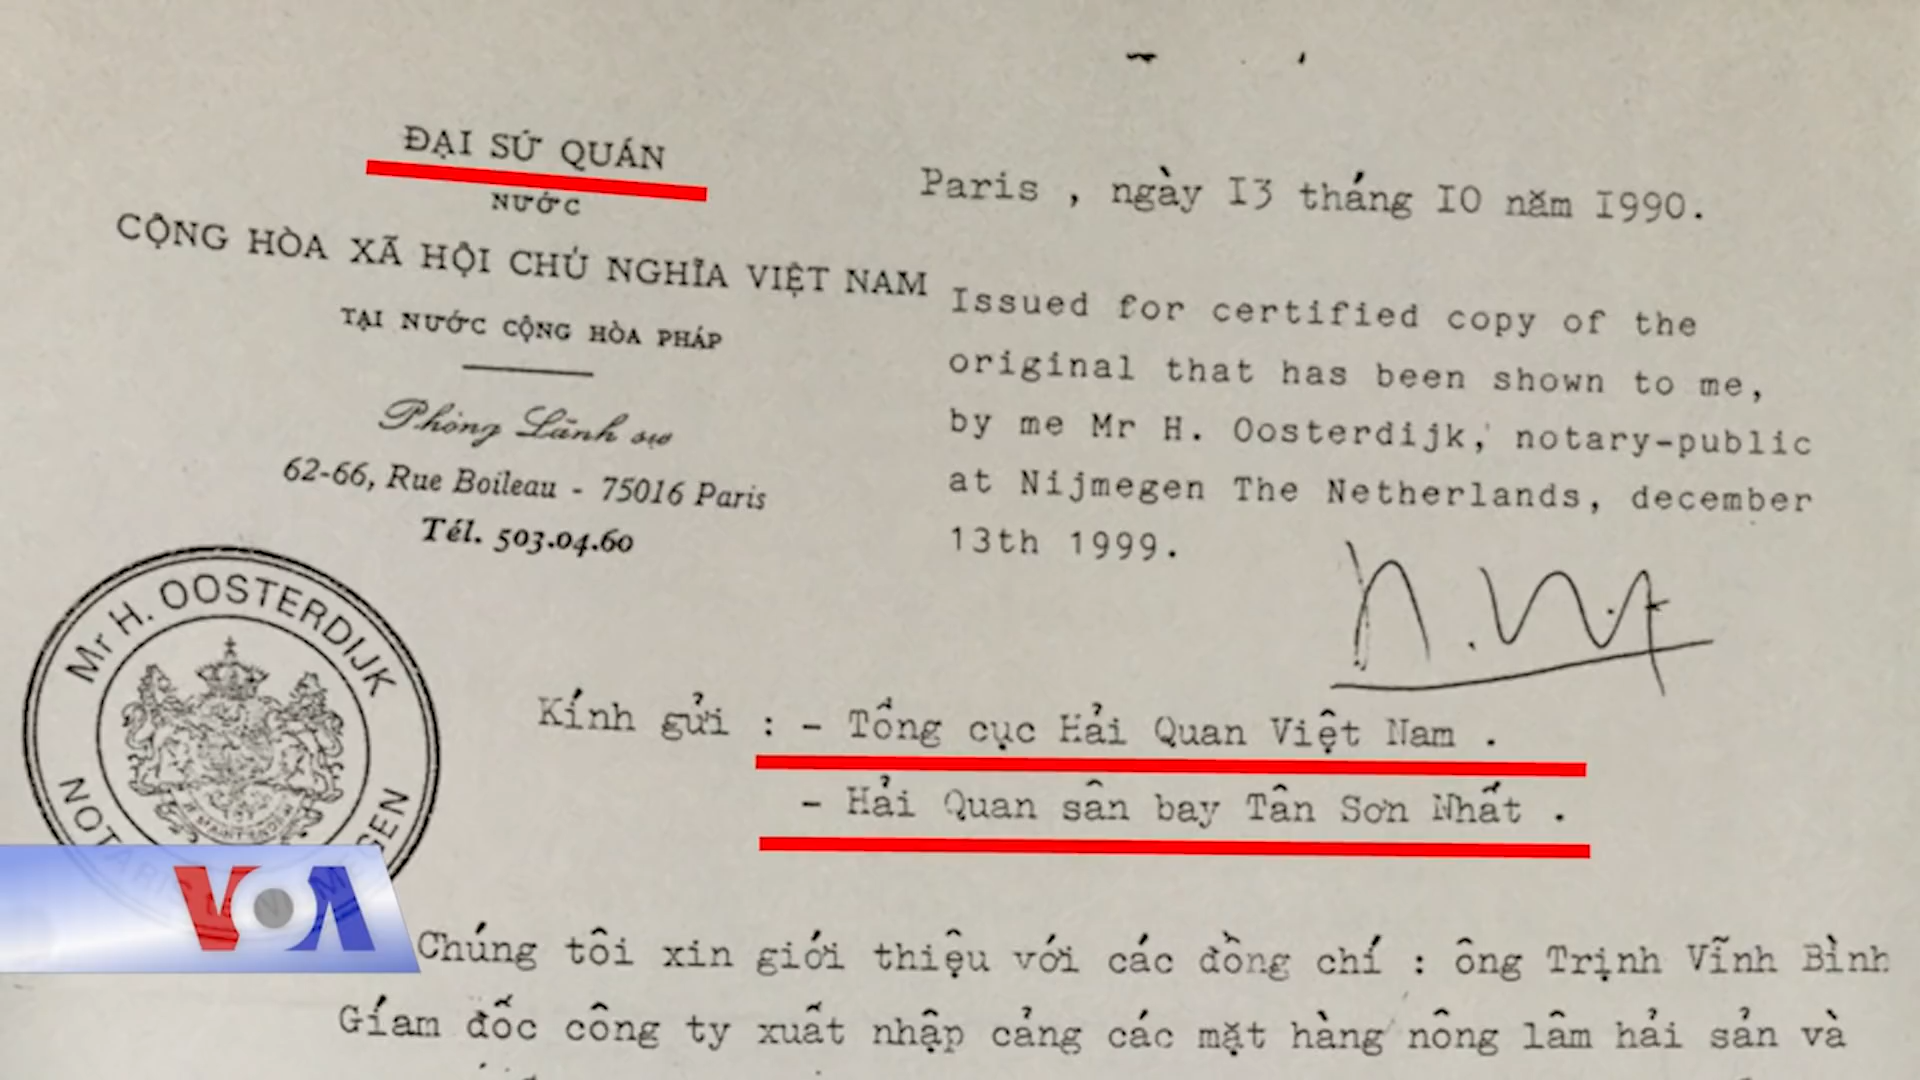 ĐẠI SỨ QUÁN
NƯỚC
CỘNG HÒA XÃ HỘI CHỦ NGHĨA VIỆT NAM
TẠI NƯỚC CỘNG HÒA PHÁP
Phòng Lãnh sự
62-66, Rue Boileau - 75016 Paris
Tél. 503.04.60
Paris , ngày I3 tháng IO năm I990.
Issued for certified copy of the
original that has been shown to me,
by me Mr H. Oosterdijk, notary-public
at Nijmegen The Netherlands, december
13th 1999.
Mr H. OOSTERDIJK
Kính gửi : - Tổng cục Hải Quan Việt Nam .
- Hải Quan sân bay Tân Sơn Nhất .
VOA
Chúng tôi xin giới thiệu với các đồng chí : ông Trịnh Vĩnh Bình
Gíam đốc công ty xuất nhập cảng các mặt hàng nông lâm hải sản và